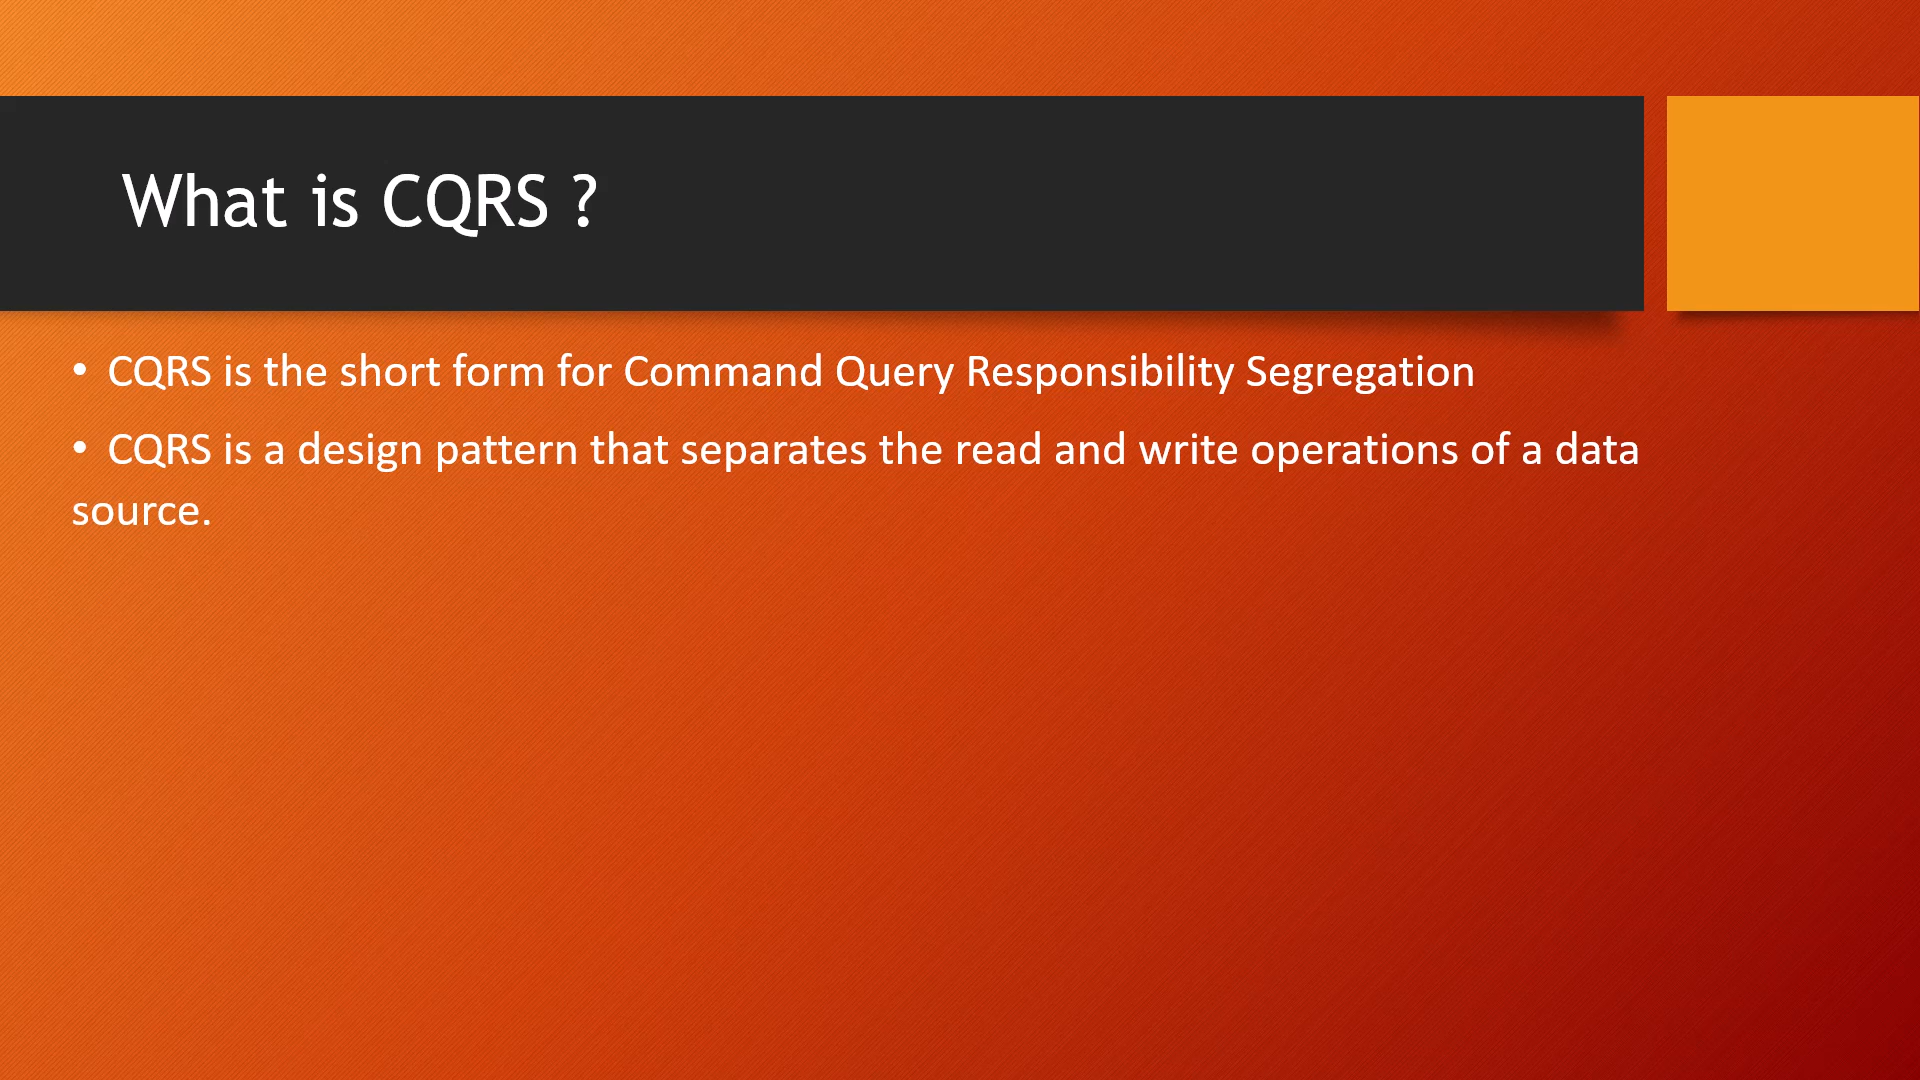 What is CQRS ?
• CQRS is the short form for Command Query Responsibility Segregation
• CQRS is a design pattern that separates the read and write operations of a data
source.